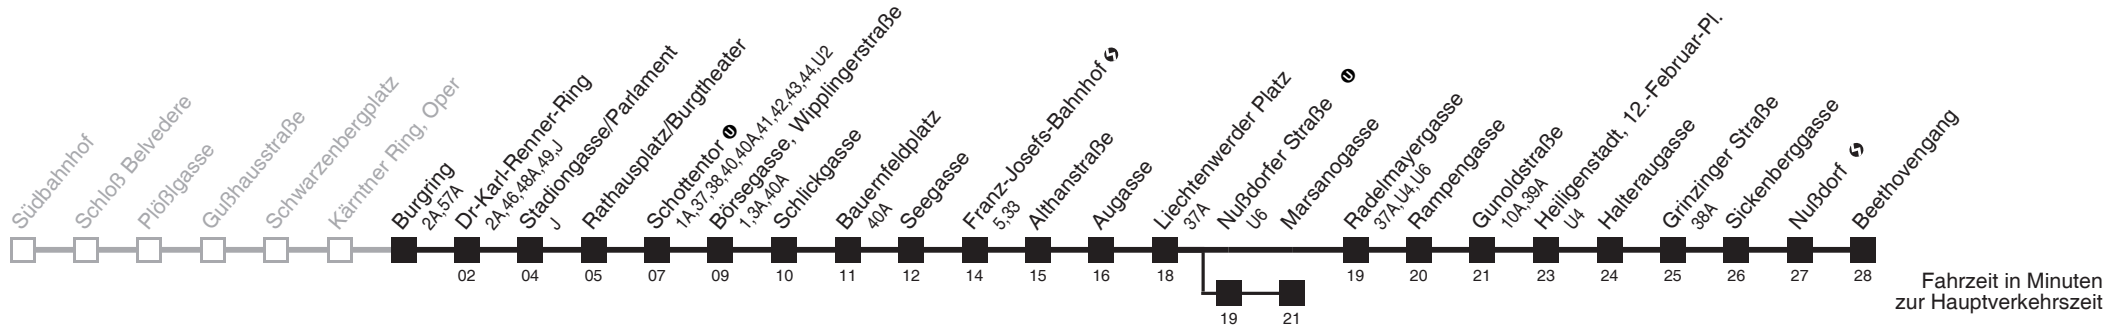 Südbahnhof
Schloß Belvedere
Plößlgasse
Gußhausstraße
Schwarzenbergplatz
Kärntner Ring, Oper
Burgring
2A,57A
Dr-Karl-Renner-Ring
2A,46,48A,49,J
Stadiongasse/Parlament
J
Rathausplatz/Burgtheater
Schottentor U
1A,37,38,40,40A,41,42,43,44,U2
Börsegasse, Wipplingerstraße
1,3A,40A
Schlickgasse
Bauernfeldplatz
40A
Seegasse
Franz-Josefs-Bahnhof
5,33
Althanstraße
Augasse
Liechtenwerder Platz
37A
Nußdorfer Straße U
U6
Marsanogasse
Radelmayergasse
37A,U4,U6
Rampengasse
Gunoldstraße
10A,39A
Heiligenstadt, 12.-Februar-Pl.
U4
Halteraugasse
Grinzinger Straße
38A
Sickenberggasse
Nußdorf
Beethovengang
02 04 05 07 09 10 11 12 14 15 16 18 19 20 21 23 24 25 26 27 28
19 21
Fahrzeit in Minuten
zur Hauptverkehrszeit